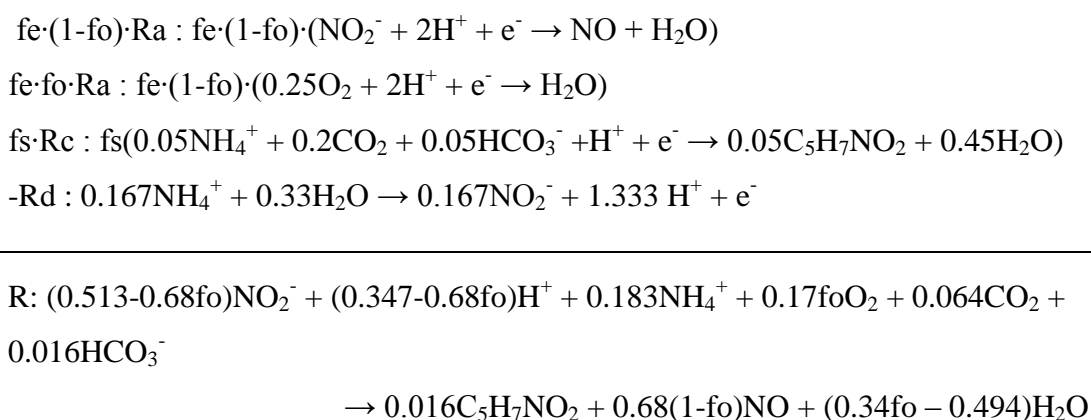 fe·(1-fo)·Ra : fe·(1-fo)·(NO₂⁻ + 2H⁺ + e⁻ → NO + H₂O)
fe·fo·Ra : fe·(1-fo)·(0.25O₂ + 2H⁺ + e⁻ → H₂O)
fs·Rc : fs(0.05NH₄⁺ + 0.2CO₂ + 0.05HCO₃⁻ +H⁺ + e⁻ → 0.05C₅H₇NO₂ + 0.45H₂O)
-Rd : 0.167NH₄⁺ + 0.33H₂O → 0.167NO₂⁻ + 1.333 H⁺ + e⁻
R: (0.513-0.68fo)NO₂⁻ + (0.347-0.68fo)H⁺ + 0.183NH₄⁺ + 0.17foO₂ + 0.064CO₂ +
0.016HCO₃⁻
→ 0.016C₅H₇NO₂ + 0.68(1-fo)NO + (0.34fo – 0.494)H₂O